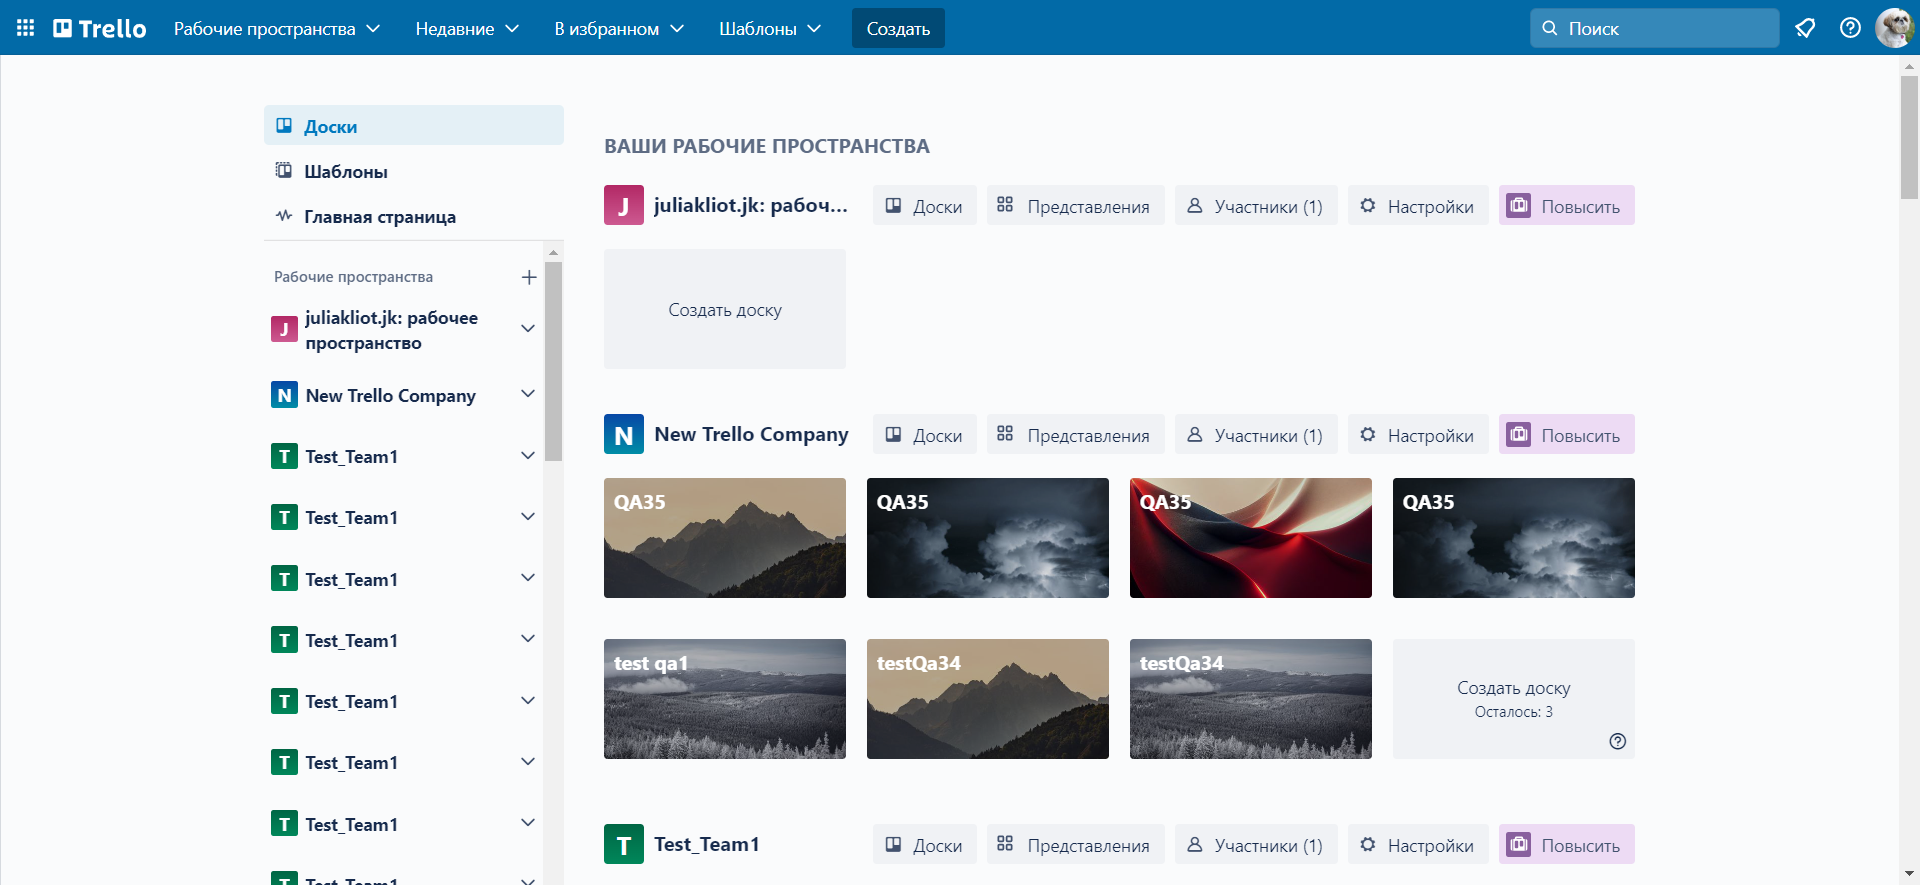 Trello
Рабочие пространства
Недавние
В избранном
Шаблоны
Создать
Поиск
Доски
Шаблоны
Главная страница
Рабочие пространства
J
juliakliot.jk: рабочее
пространство
N
New Trello Company
T
Test_Team1
T
Test_Team1
T
Test_Team1
T
Test_Team1
T
Test_Team1
T
Test_Team1
T
Test_Team1
T
Test_Team1
ВАШИ РАБОЧИЕ ПРОСТРАНСТВА
J
juliakliot.jk: рабоч...
Доски
Представления
Участники (1)
Настройки
Повысить
Создать доску
N
New Trello Company
Доски
Представления
Участники (1)
Настройки
Повысить
QA35
QA35
QA35
QA35
test qa1
testQa34
testQa34
Создать доску
Осталось: 3
T
Test_Team1
Доски
Представления
Участники (1)
Настройки
Повысить